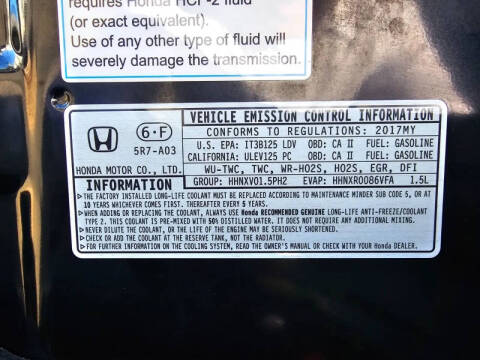 requires Honda HCF-2 fluid
(or exact equivalent).
Use of any other type of fluid will
severely damage the transmission.
6-F
5R7-A03
HONDA MOTOR CO., LTD.
VEHICLE EMISSION CONTROL INFORMATION
CONFORMS TO REGULATIONS: 2017MY
U.S. EPA: IT3B125 LDV OBD: CA II FUEL: GASOLINE
CALIFORNIA: ULEV125 PC OBD: CA II FUEL: GASOLINE
WU-TWC, TWC, WR-HO2S, HO2S, EGR, DFI
GROUP: HHNXV01.5PH2 EVAP: HHNXR0086VFA 1.5L
INFORMATION
▷THE FACTORY INSTALLED LONG-LIFE COOLANT MUST BE REPLACED ACCORDING TO MAINTENANCE MINDER SUB CODE 5, OR AT
10 YEARS WHICHEVER COMES FIRST. THEREAFTER EVERY 5 YEARS.
▷WHEN ADDING OR REPLACING THE COOLANT, ALWAYS USE Honda RECOMMENDED GENUINE LONG-LIFE ANTI-FREEZE/COOLANT
TYPE 2. THIS COOLANT IS PRE-MIXED WITH 50% DISTILLED WATER. IT DOES NOT REQUIRE ANY ADDITIONAL MIXING.
▷NEVER DILUTE THE COOLANT, OR THE LIFE OF THE ENGINE MAY BE SERIOUSLY SHORTENED.
▷CHECK OR ADD THE COOLANT AT THE RESERVE TANK, NOT THE RADIATOR.
▷FOR FURTHER INFORMATION ON THE COOLING SYSTEM, READ THE OWNER'S MANUAL OR CHECK WITH YOUR Honda DEALER.